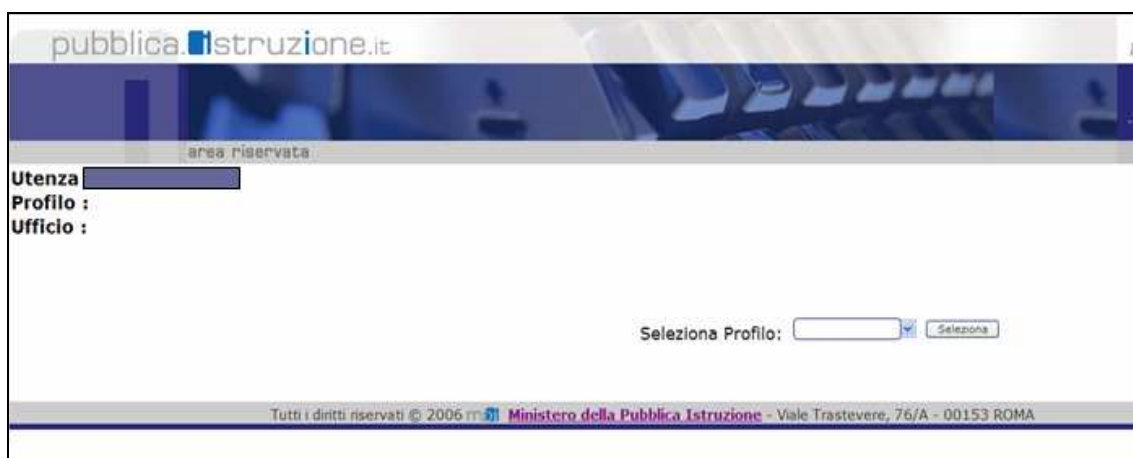 pubblica.istruzione.it
area riservata
Utenza
Profilo :
Ufficio :
Seleziona Profilo: Seleziona
Tutti i diritti riservati © 2006 Ministero della Pubblica Istruzione - Viale Trastevere, 76/A - 00153 ROMA